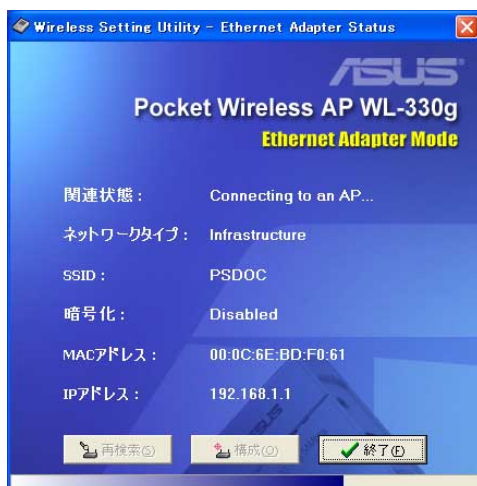 Wireless Setting Utility - Ethernet Adapter Status
ASUS
Pocket Wireless AP WL-330g
Ethernet Adapter Mode
関連状態 : Connecting to an AP...
ネットワークタイプ : Infrastructure
SSID : PSDOC
暗号化 : Disabled
MACアドレス : 00:0C:6E:BD:F0:61
IPアドレス : 192.168.1.1
再検索(S) 構成(O) 終了(E)